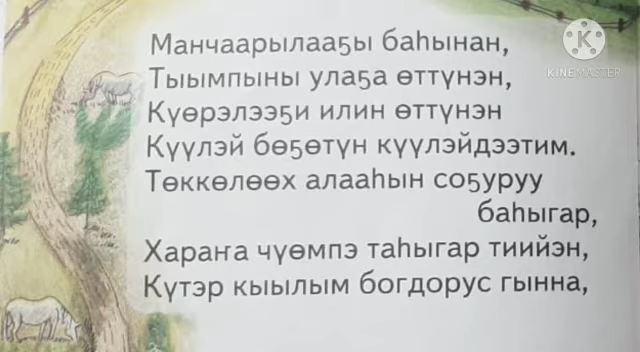 KINEMASTER
Манчаарылааҕы баһынан,
Тыымпыны улаҕа өттүнэн,
Күөрэлээҕи илин өттүнэн
Күүлэй бөҕөтүн күүлэйдээтим.
Төккөлөөх алааһын соҕуруу
баһыгар,
Хараҥа чүөмпэ таһыгар тиийэн,
Күтэр кыылым богдорус гынна,